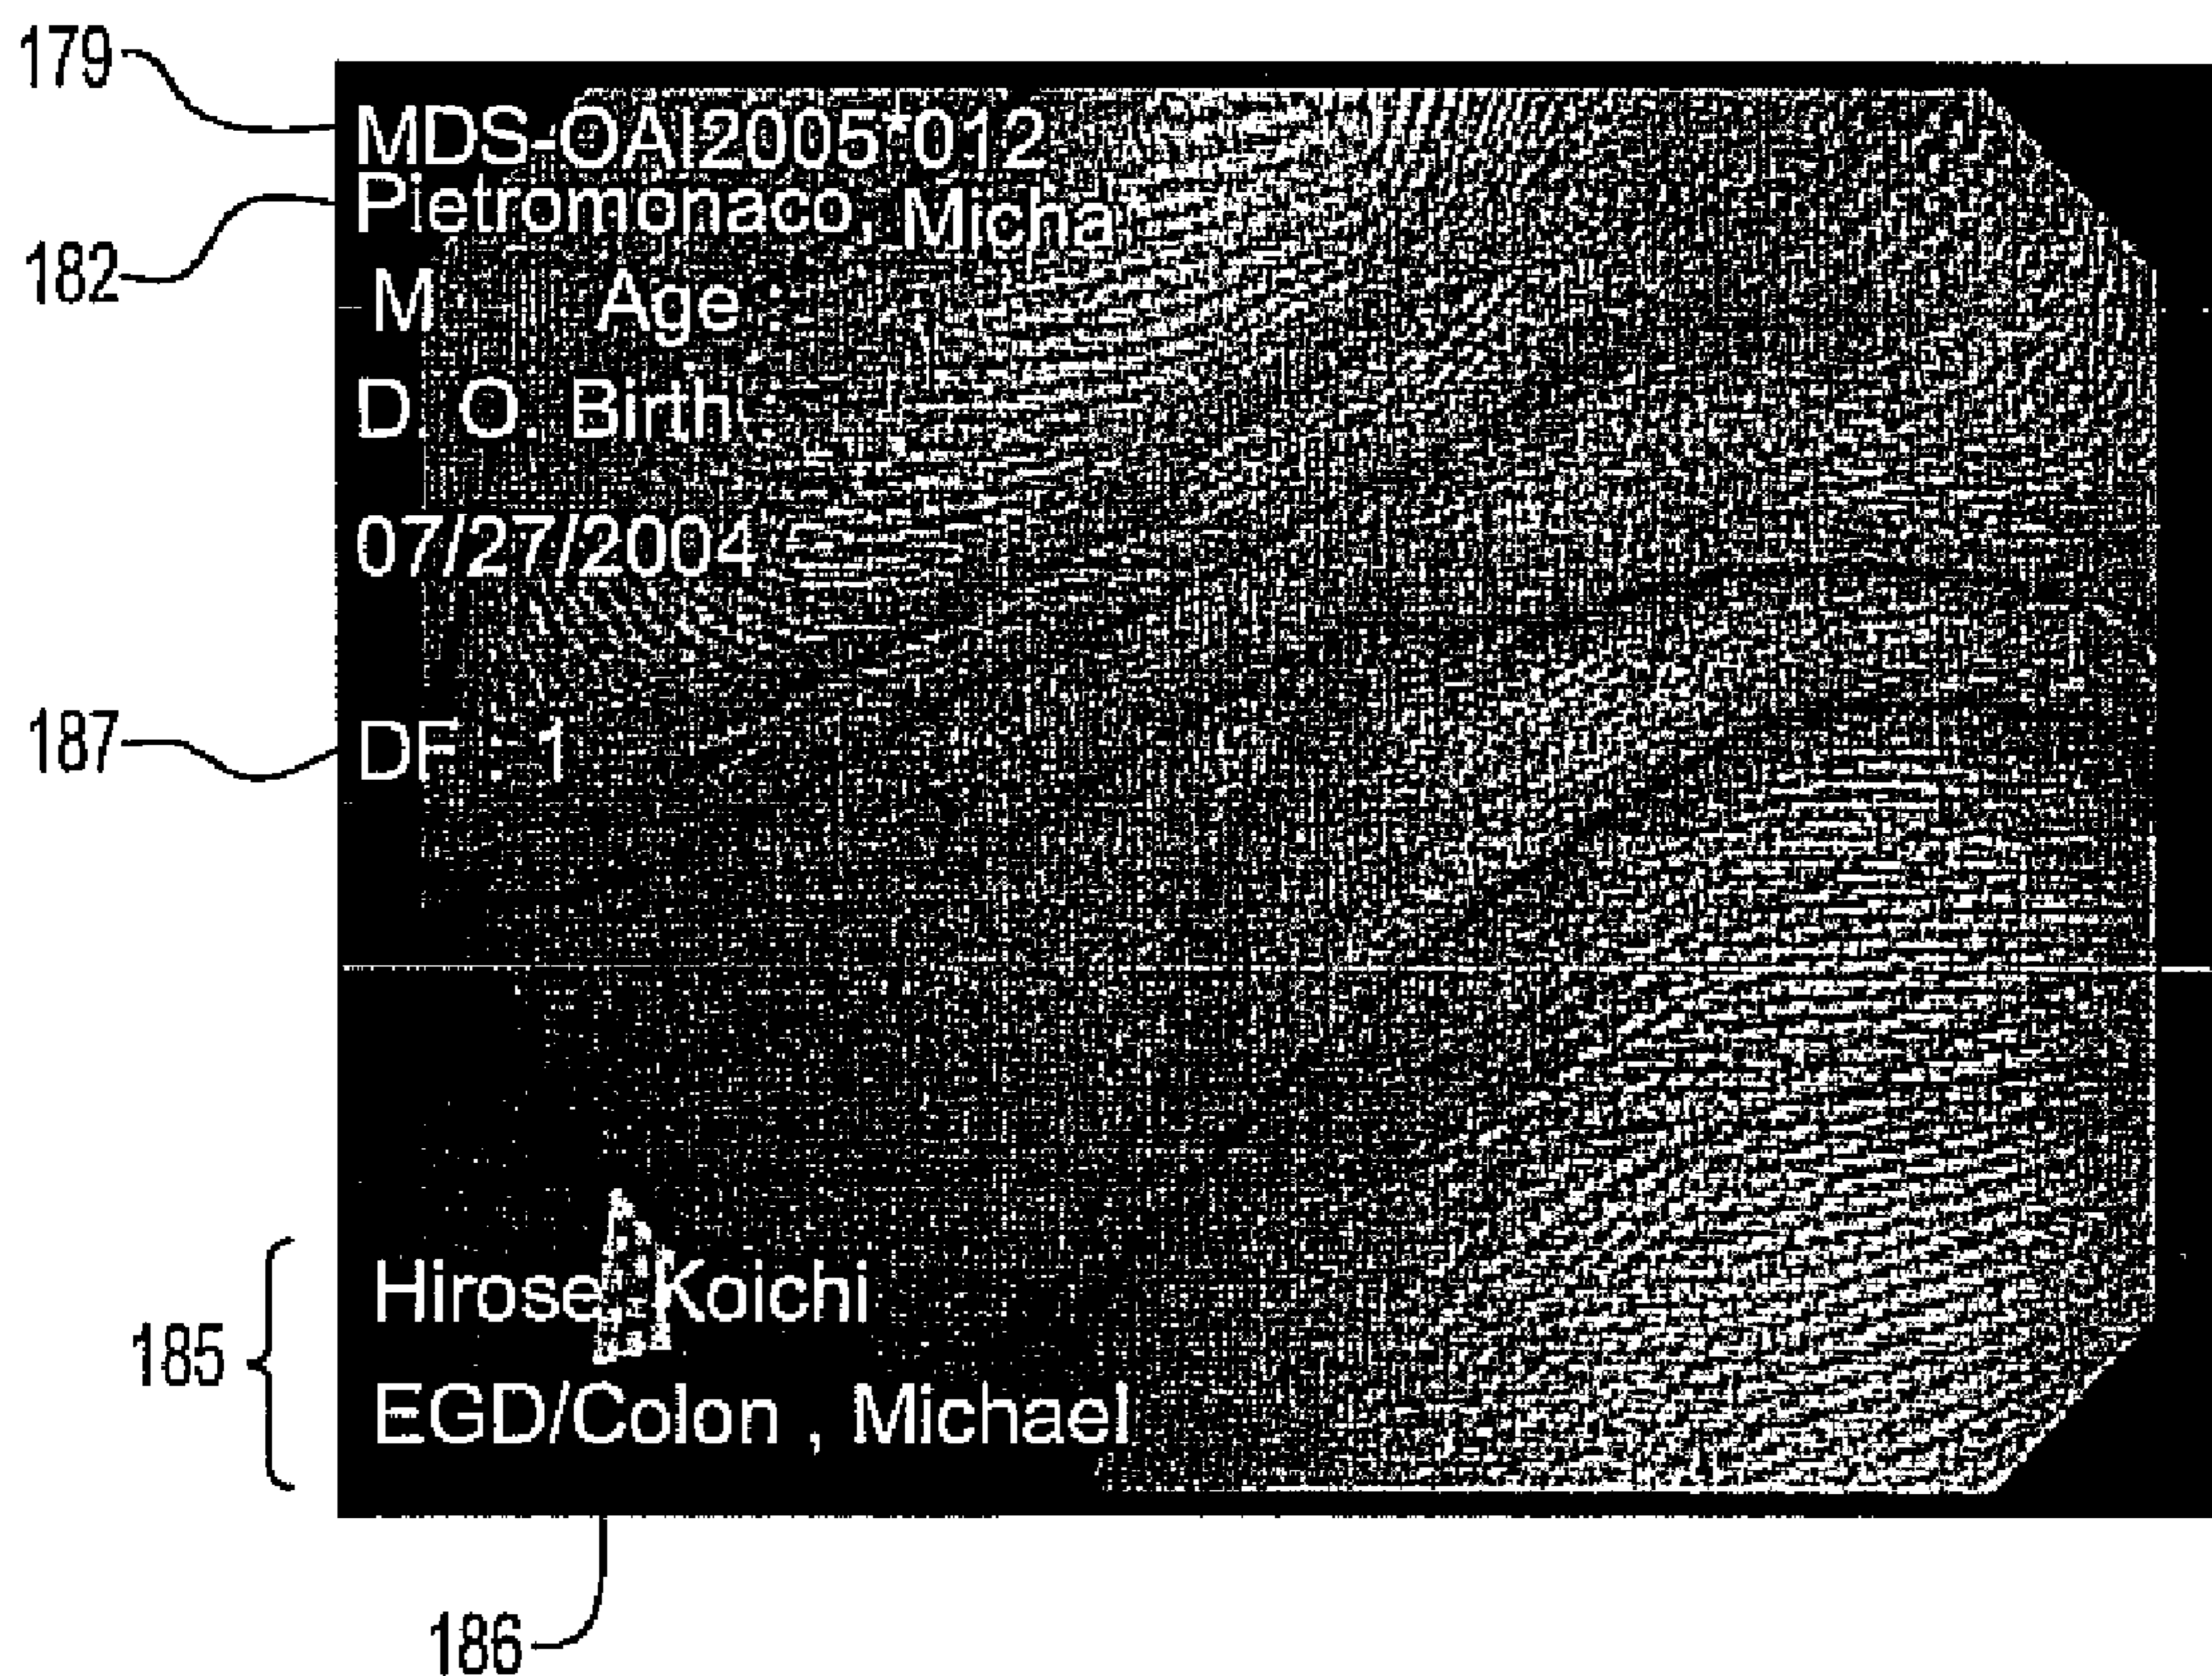 179
MDS-OAI2005*012
182
Pietromonaco, Micha
M Age :
D. O. Birth :
07/27/2004
187
DF : 1
185
Hirose Koichi
EGD/Colon , Michael
186